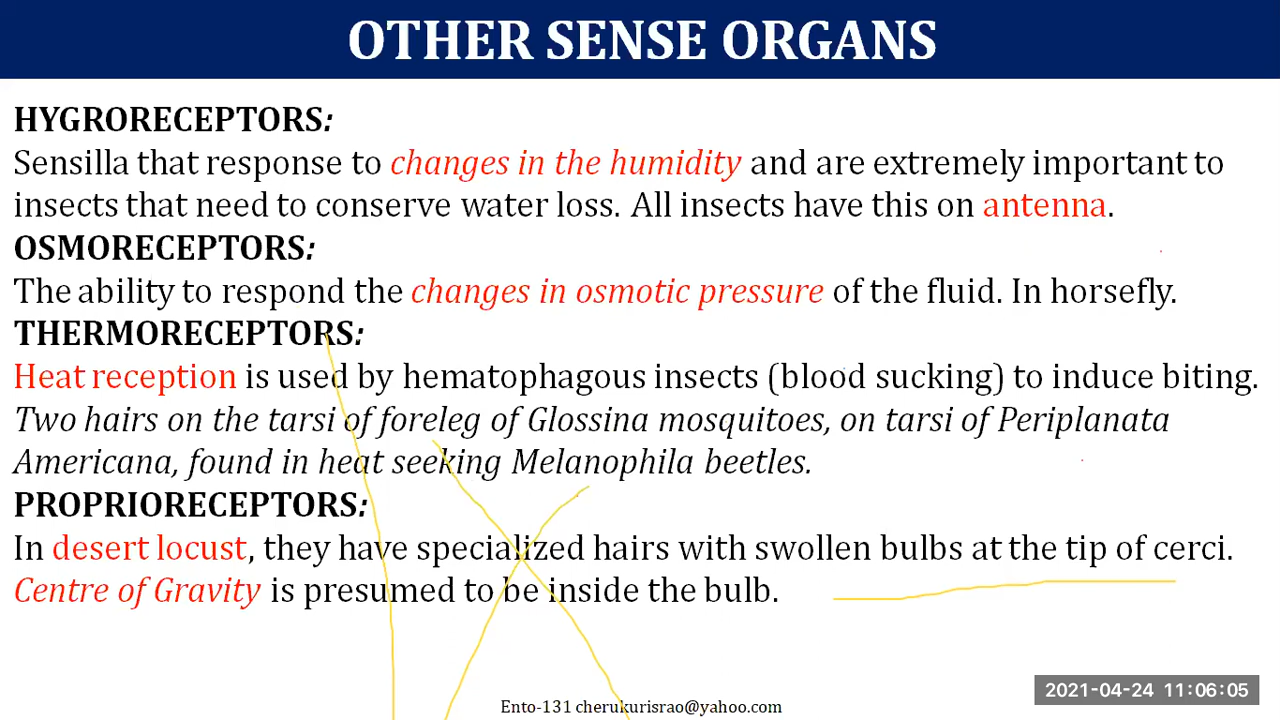 OTHER SENSE ORGANS
HYGRORECEPTORS:
Sensilla that response to changes in the humidity and are extremely important to
insects that need to conserve water loss. All insects have this on antenna.
OSMORECEPTORS:
The ability to respond the changes in osmotic pressure of the fluid. In horsefly.
THERMORECEPTORS:
Heat reception is used by hematophagous insects (blood sucking) to induce biting.
Two hairs on the tarsi of foreleg of Glossina mosquitoes, on tarsi of Periplanata
Americana, found in heat seeking Melanophila beetles.
PROPRIORECEPTORS:
In desert locust, they have specialized hairs with swollen bulbs at the tip of cerci.
Centre of Gravity is presumed to be inside the bulb.
2021-04-24 11:06:05
Ento-131 cherukurisrao@yahoo.com